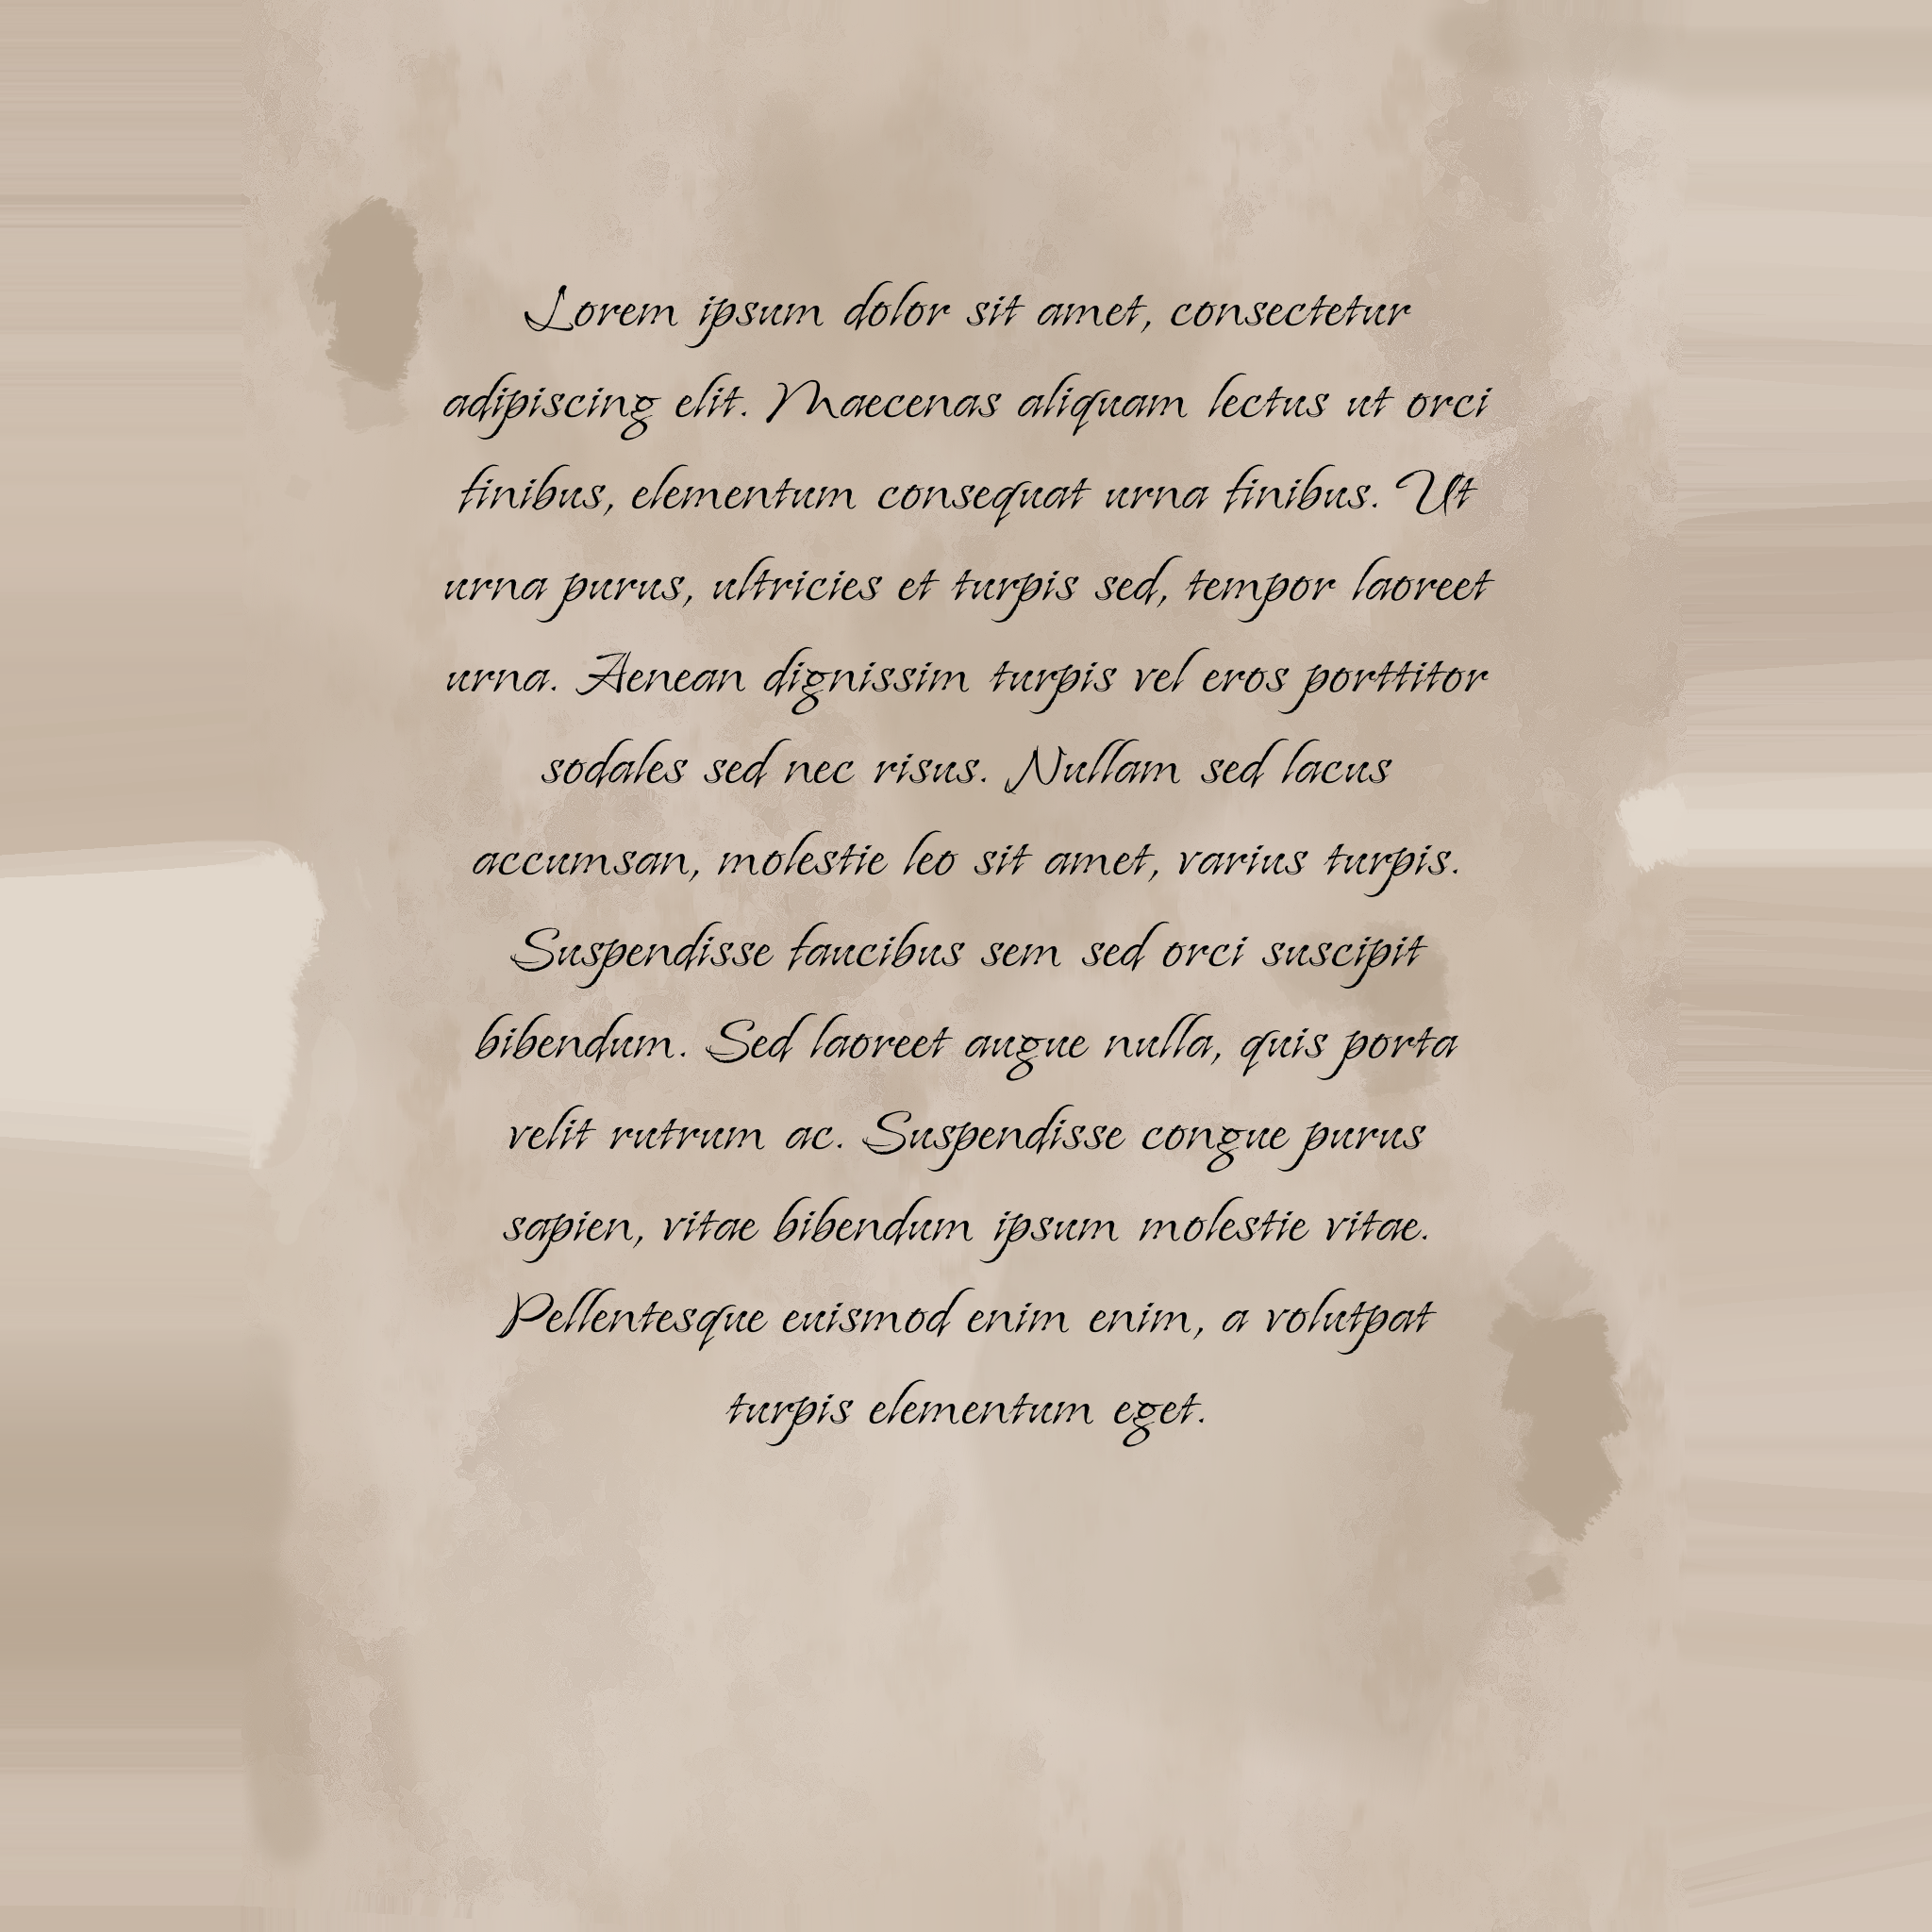 Lorem ipsum dolor sit amet, consectetur
adipiscing elit. Maecenas aliquam lectus ut orci
finibus, elementum consequat urna finibus. Ut
urna purus, ultricies et turpis sed, tempor laoreet
urna. Aenean dignissim turpis vel eros porttitor
sodales sed nec risus. Nullam sed lacus
accumsan, molestie leo sit amet, varius turpis.
Suspendisse faucibus sem sed orci suscipit
bibendum. Sed laoreet augue nulla, quis porta
velit rutrum ac. Suspendisse congue purus
sapien, vitae bibendum ipsum molestie vitae.
Pellentesque euismod enim enim, a volutpat
turpis elementum eget.